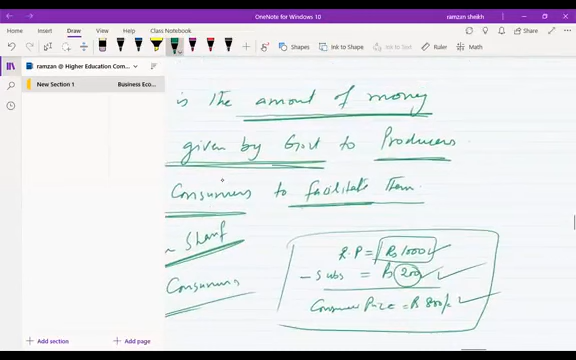 OneNote for Windows 10
ramzan sheikh
Home Insert Draw View Help Class Notebook
Share
Shapes Ink to Shape Ink to Text Ruler Math
ramzan @ Higher Education Com...
New Section 1
Business Eco...
is the amount of money
given by Govt to Producers
Consumers to facilitate them
Sharf
Consumers
R.P = Rs 1000
- Subs = Rs 200
Consumer Price = Rs 800/-
Add section
Add page